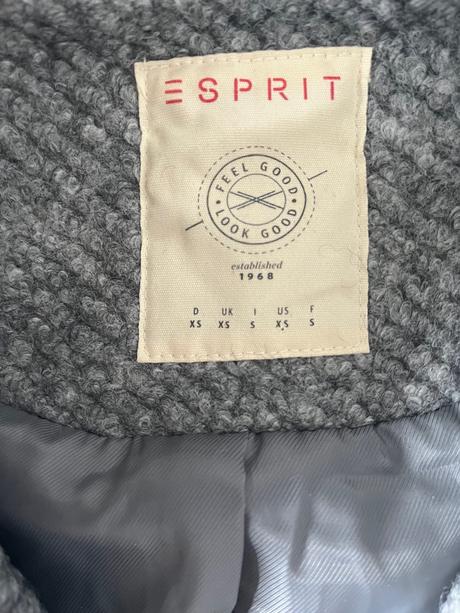 ESPRIT
FEEL GOOD
LOOK GOOD
established
1968
D UK I US F
XS XS S XS S